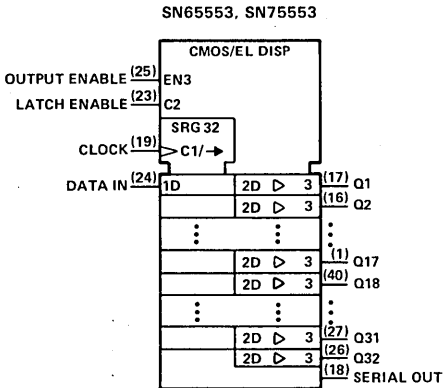 SN65553, SN75553
CMOS/EL DISP
OUTPUT ENABLE (25) EN3
LATCH ENABLE (23) C2
SRG 32
CLOCK (19) C1/→
DATA IN (24) 1D 2D ▷ 3 (17) Q1
2D ▷ 3 (16) Q2
2D ▷ 3 (1) Q17
2D ▷ 3 (40) Q18
2D ▷ 3 (27) Q31
2D ▷ 3 (26) Q32
(18) SERIAL OUT